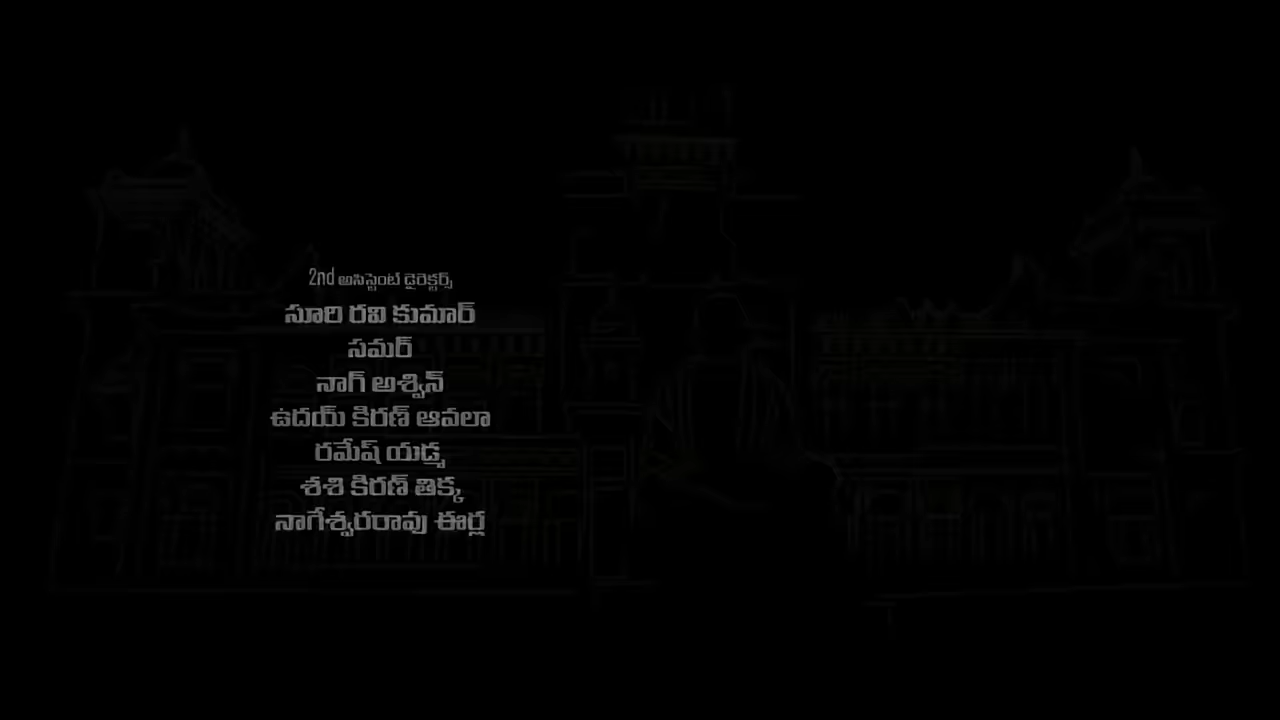 2nd అసిస్టెంట్ డైరెక్టర్స్
సూరి రవి కుమార్
సమర్
నాగ్ అశ్విన్
ఉదయ్ కిరణ్ ఆవలా
రమేష్ యడ్మ
శశి కిరణ్ తిక్క
నాగేశ్వరరావు ఈర్ల